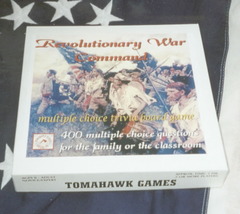 Revolutionary War
Command
multiple choice trivia board game
400 multiple choice questions
for the family or the classroom
TOMAHAWK GAMES